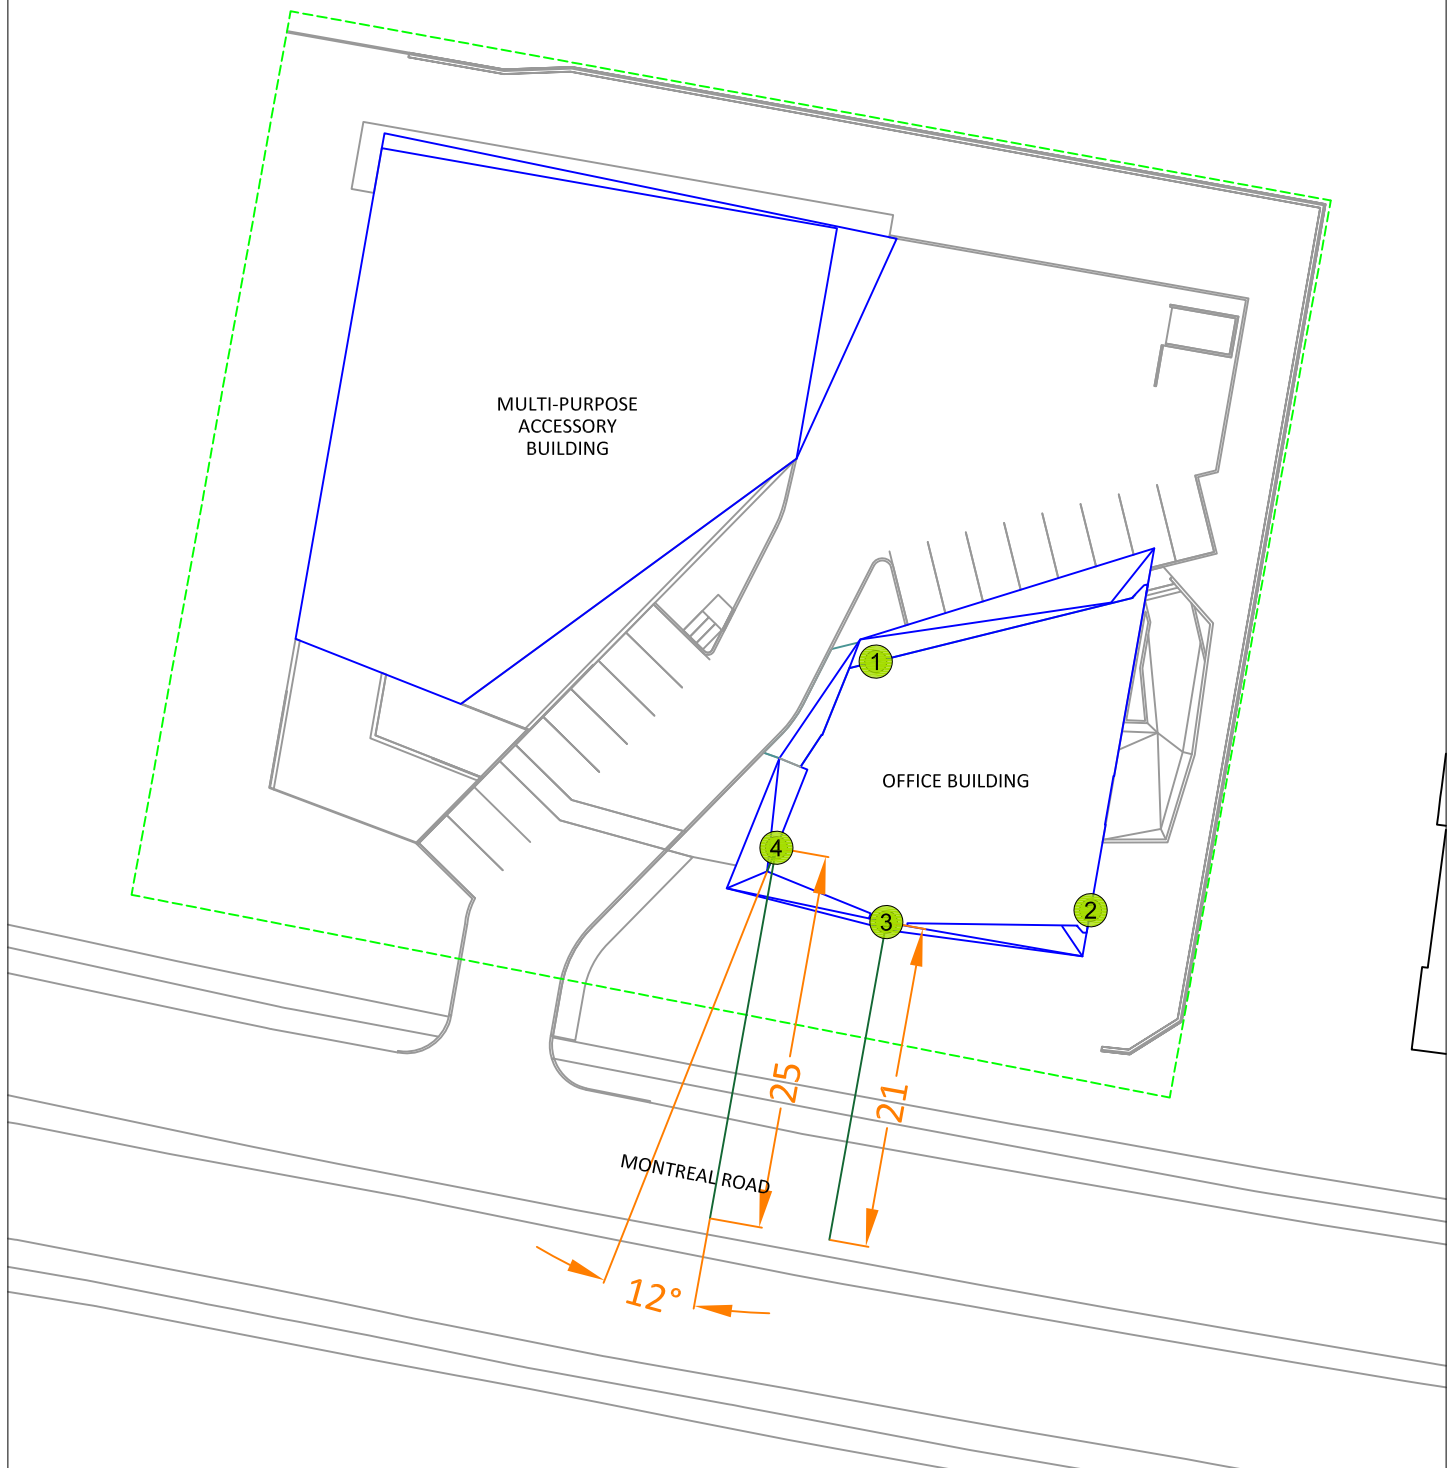 MULTI-PURPOSE
ACCESSORY
BUILDING
1
OFFICE BUILDING
4
2
3
25
21
MONTREAL ROAD
12°